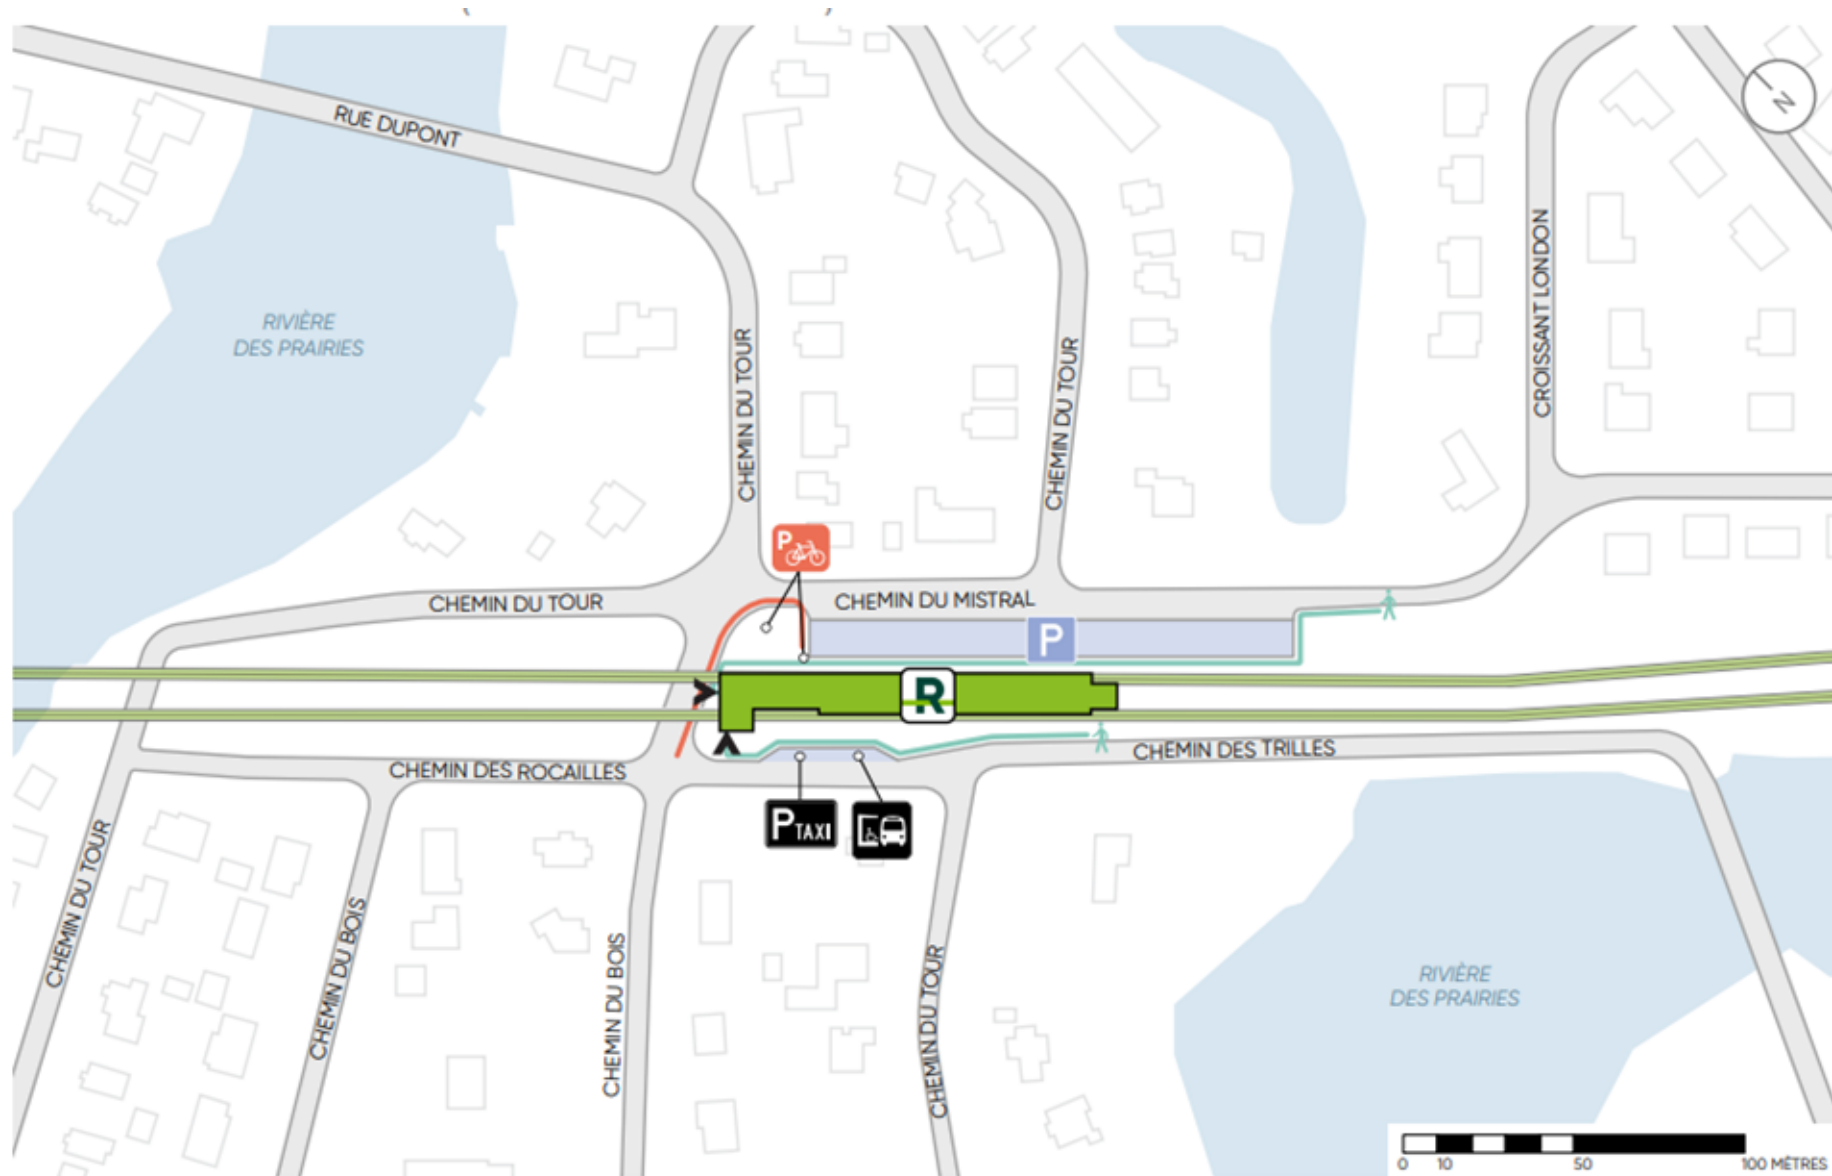 N
RUE DUPONT
RIVIÈRE
DES PRAIRIES
CHEMIN DU TOUR
CHEMIN DU TOUR
CROISSANT LONDON
P
CHEMIN DU TOUR
CHEMIN DU MISTRAL
P
R
CHEMIN DES ROCAILLES
CHEMIN DES TRILLES
P TAXI
CHEMIN DU TOUR
CHEMIN DU BOIS
CHEMIN DU BOIS
CHEMIN DU TOUR
RIVIÈRE
DES PRAIRIES
0 10 50 100 MÈTRES